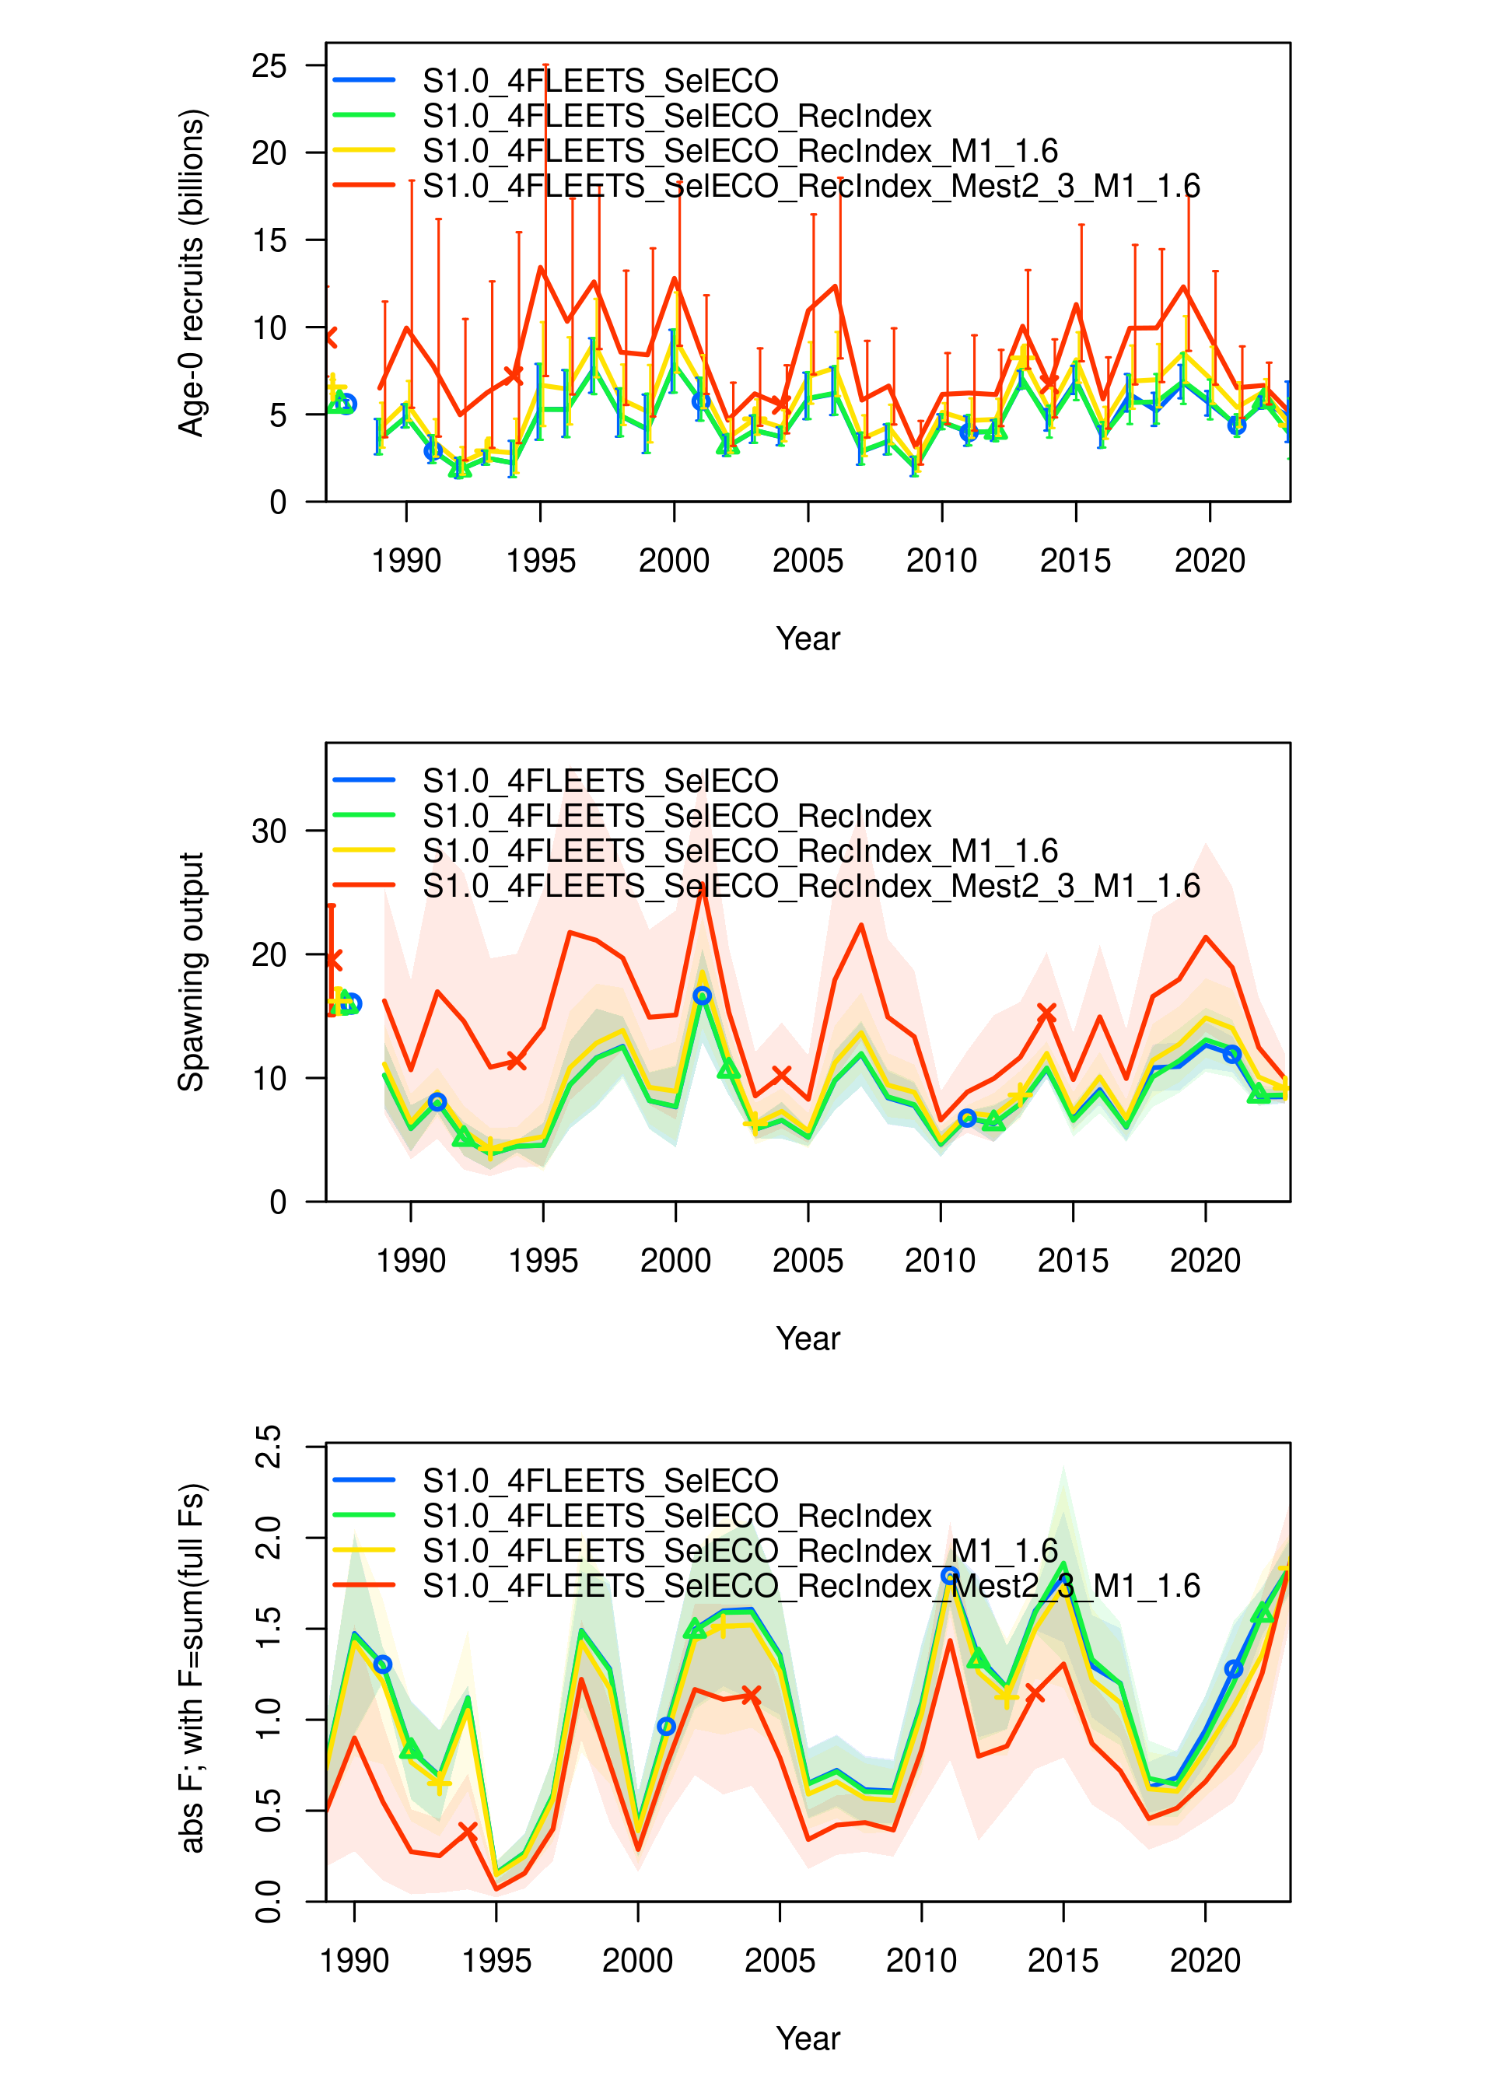 Age-0 recruits (billions)
25
20
15
10
5
0
S1.0_4FLEETS_SelECO
S1.0_4FLEETS_SelECO_RecIndex
S1.0_4FLEETS_SelECO_RecIndex_M1_1.6
S1.0_4FLEETS_SelECO_RecIndex_Mest2_3_M1_1.6
1990 1995 2000 2005 2010 2015 2020
Year
Spawning output
30
20
10
0
S1.0_4FLEETS_SelECO
S1.0_4FLEETS_SelECO_RecIndex
S1.0_4FLEETS_SelECO_RecIndex_M1_1.6
S1.0_4FLEETS_SelECO_RecIndex_Mest2_3_M1_1.6
1990 1995 2000 2005 2010 2015 2020
Year
abs F; with F=sum(full Fs)
2.5
2.0
1.5
1.0
0.5
0.0
S1.0_4FLEETS_SelECO
S1.0_4FLEETS_SelECO_RecIndex
S1.0_4FLEETS_SelECO_RecIndex_M1_1.6
S1.0_4FLEETS_SelECO_RecIndex_Mest2_3_M1_1.6
1990 1995 2000 2005 2010 2015 2020
Year